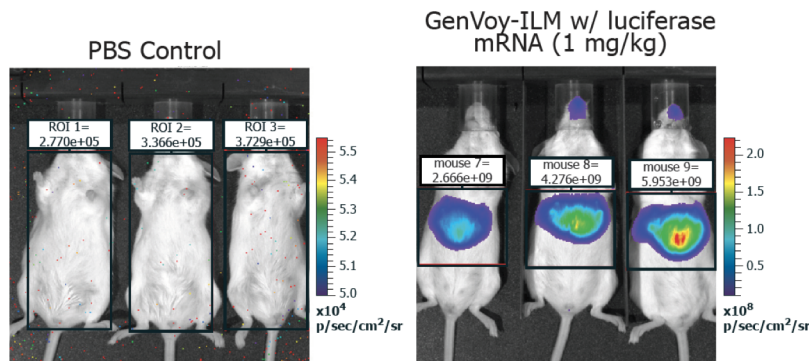 PBS Control
ROI 1=
2.770e+05
ROI 2=
3.366e+05
ROI 3=
3.729e+05
5.5
5.4
5.3
5.2
5.1
5.0
x10⁴
p/sec/cm²/sr
GenVoy-ILM w/ luciferase
mRNA (1 mg/kg)
mouse 7=
2.666e+09
mouse 8=
4.276e+09
mouse 9=
5.953e+09
2.0
1.5
1.0
0.5
x10⁸
p/sec/cm²/sr